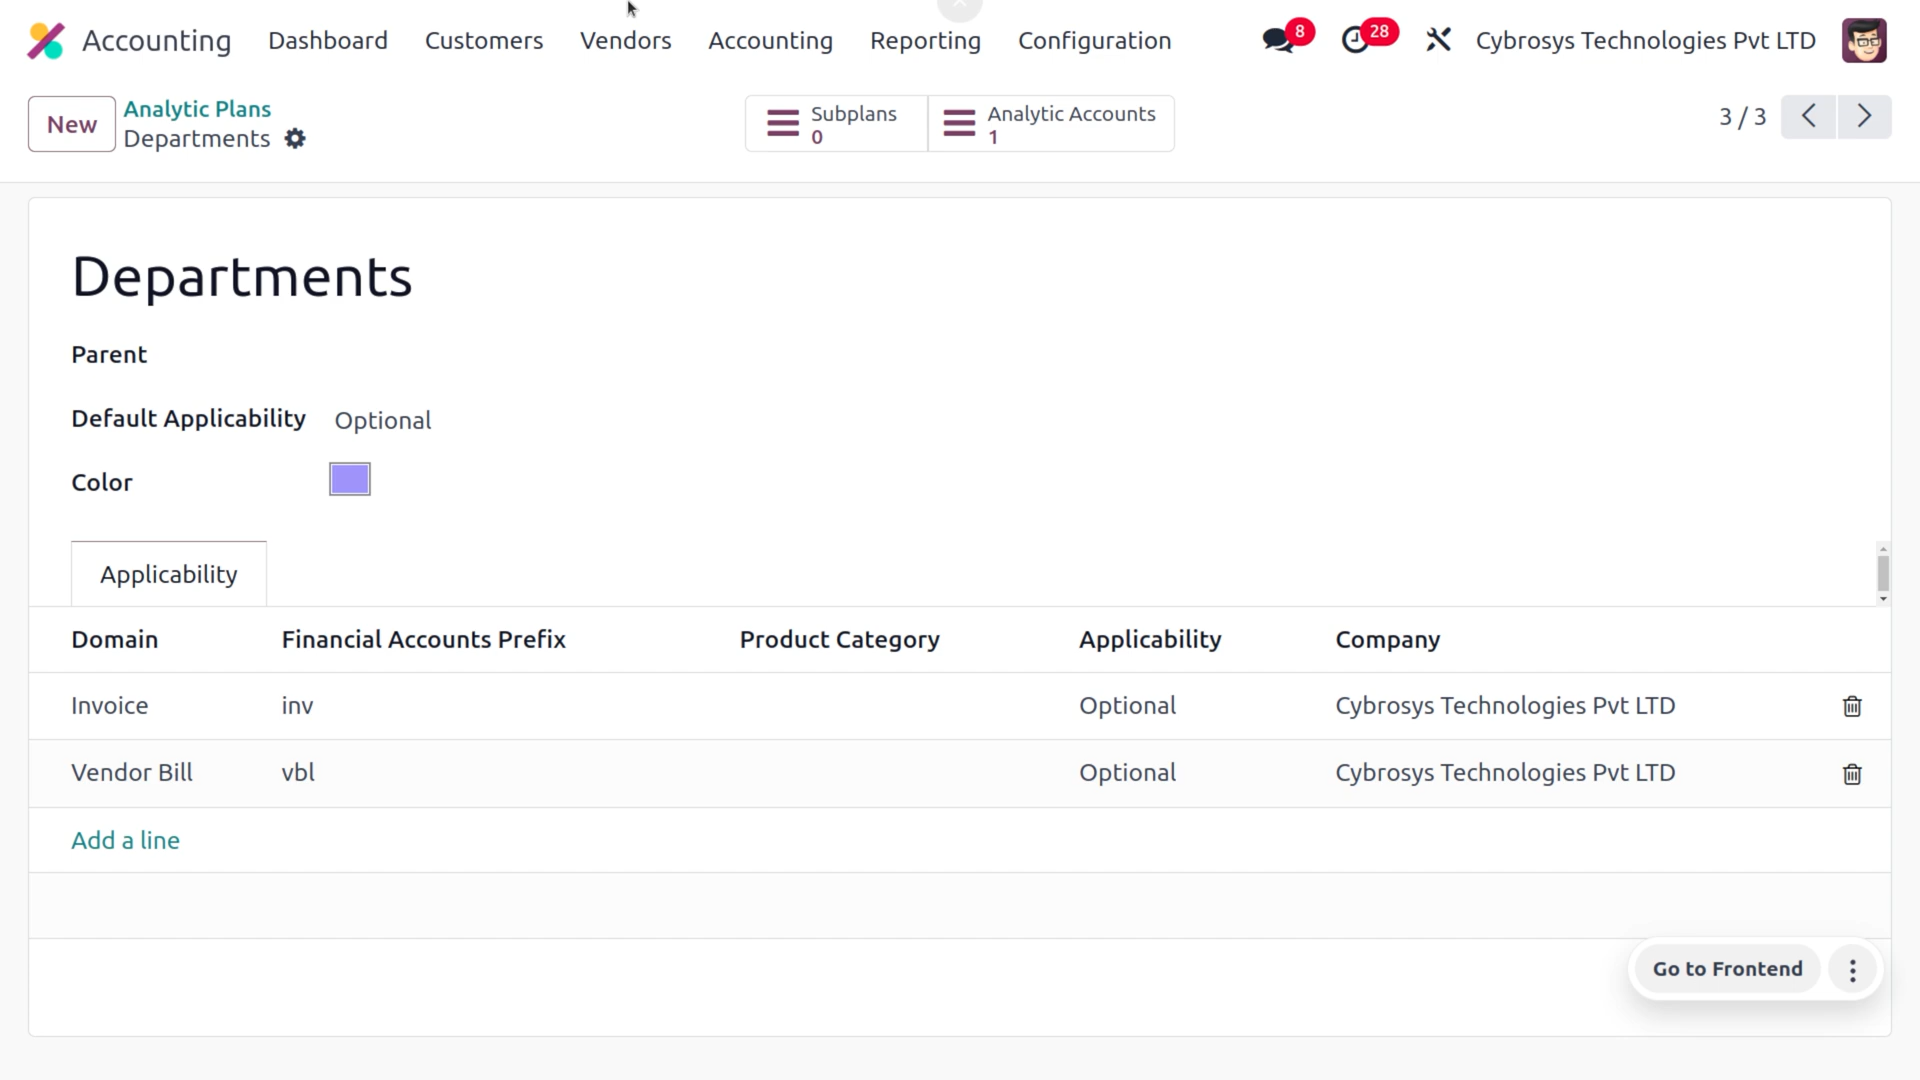 Accounting Dashboard Customers Vendors Accounting Reporting Configuration 8 28 Cybrosys Technologies Pvt LTD
New Analytic Plans
Departments
Subplans
0
Analytic Accounts
1
3 / 3
Departments
Parent
Default Applicability Optional
Color
Applicability
Domain Financial Accounts Prefix Product Category Applicability Company
Invoice inv Optional Cybrosys Technologies Pvt LTD
Vendor Bill vbl Optional Cybrosys Technologies Pvt LTD
Add a line
Go to Frontend